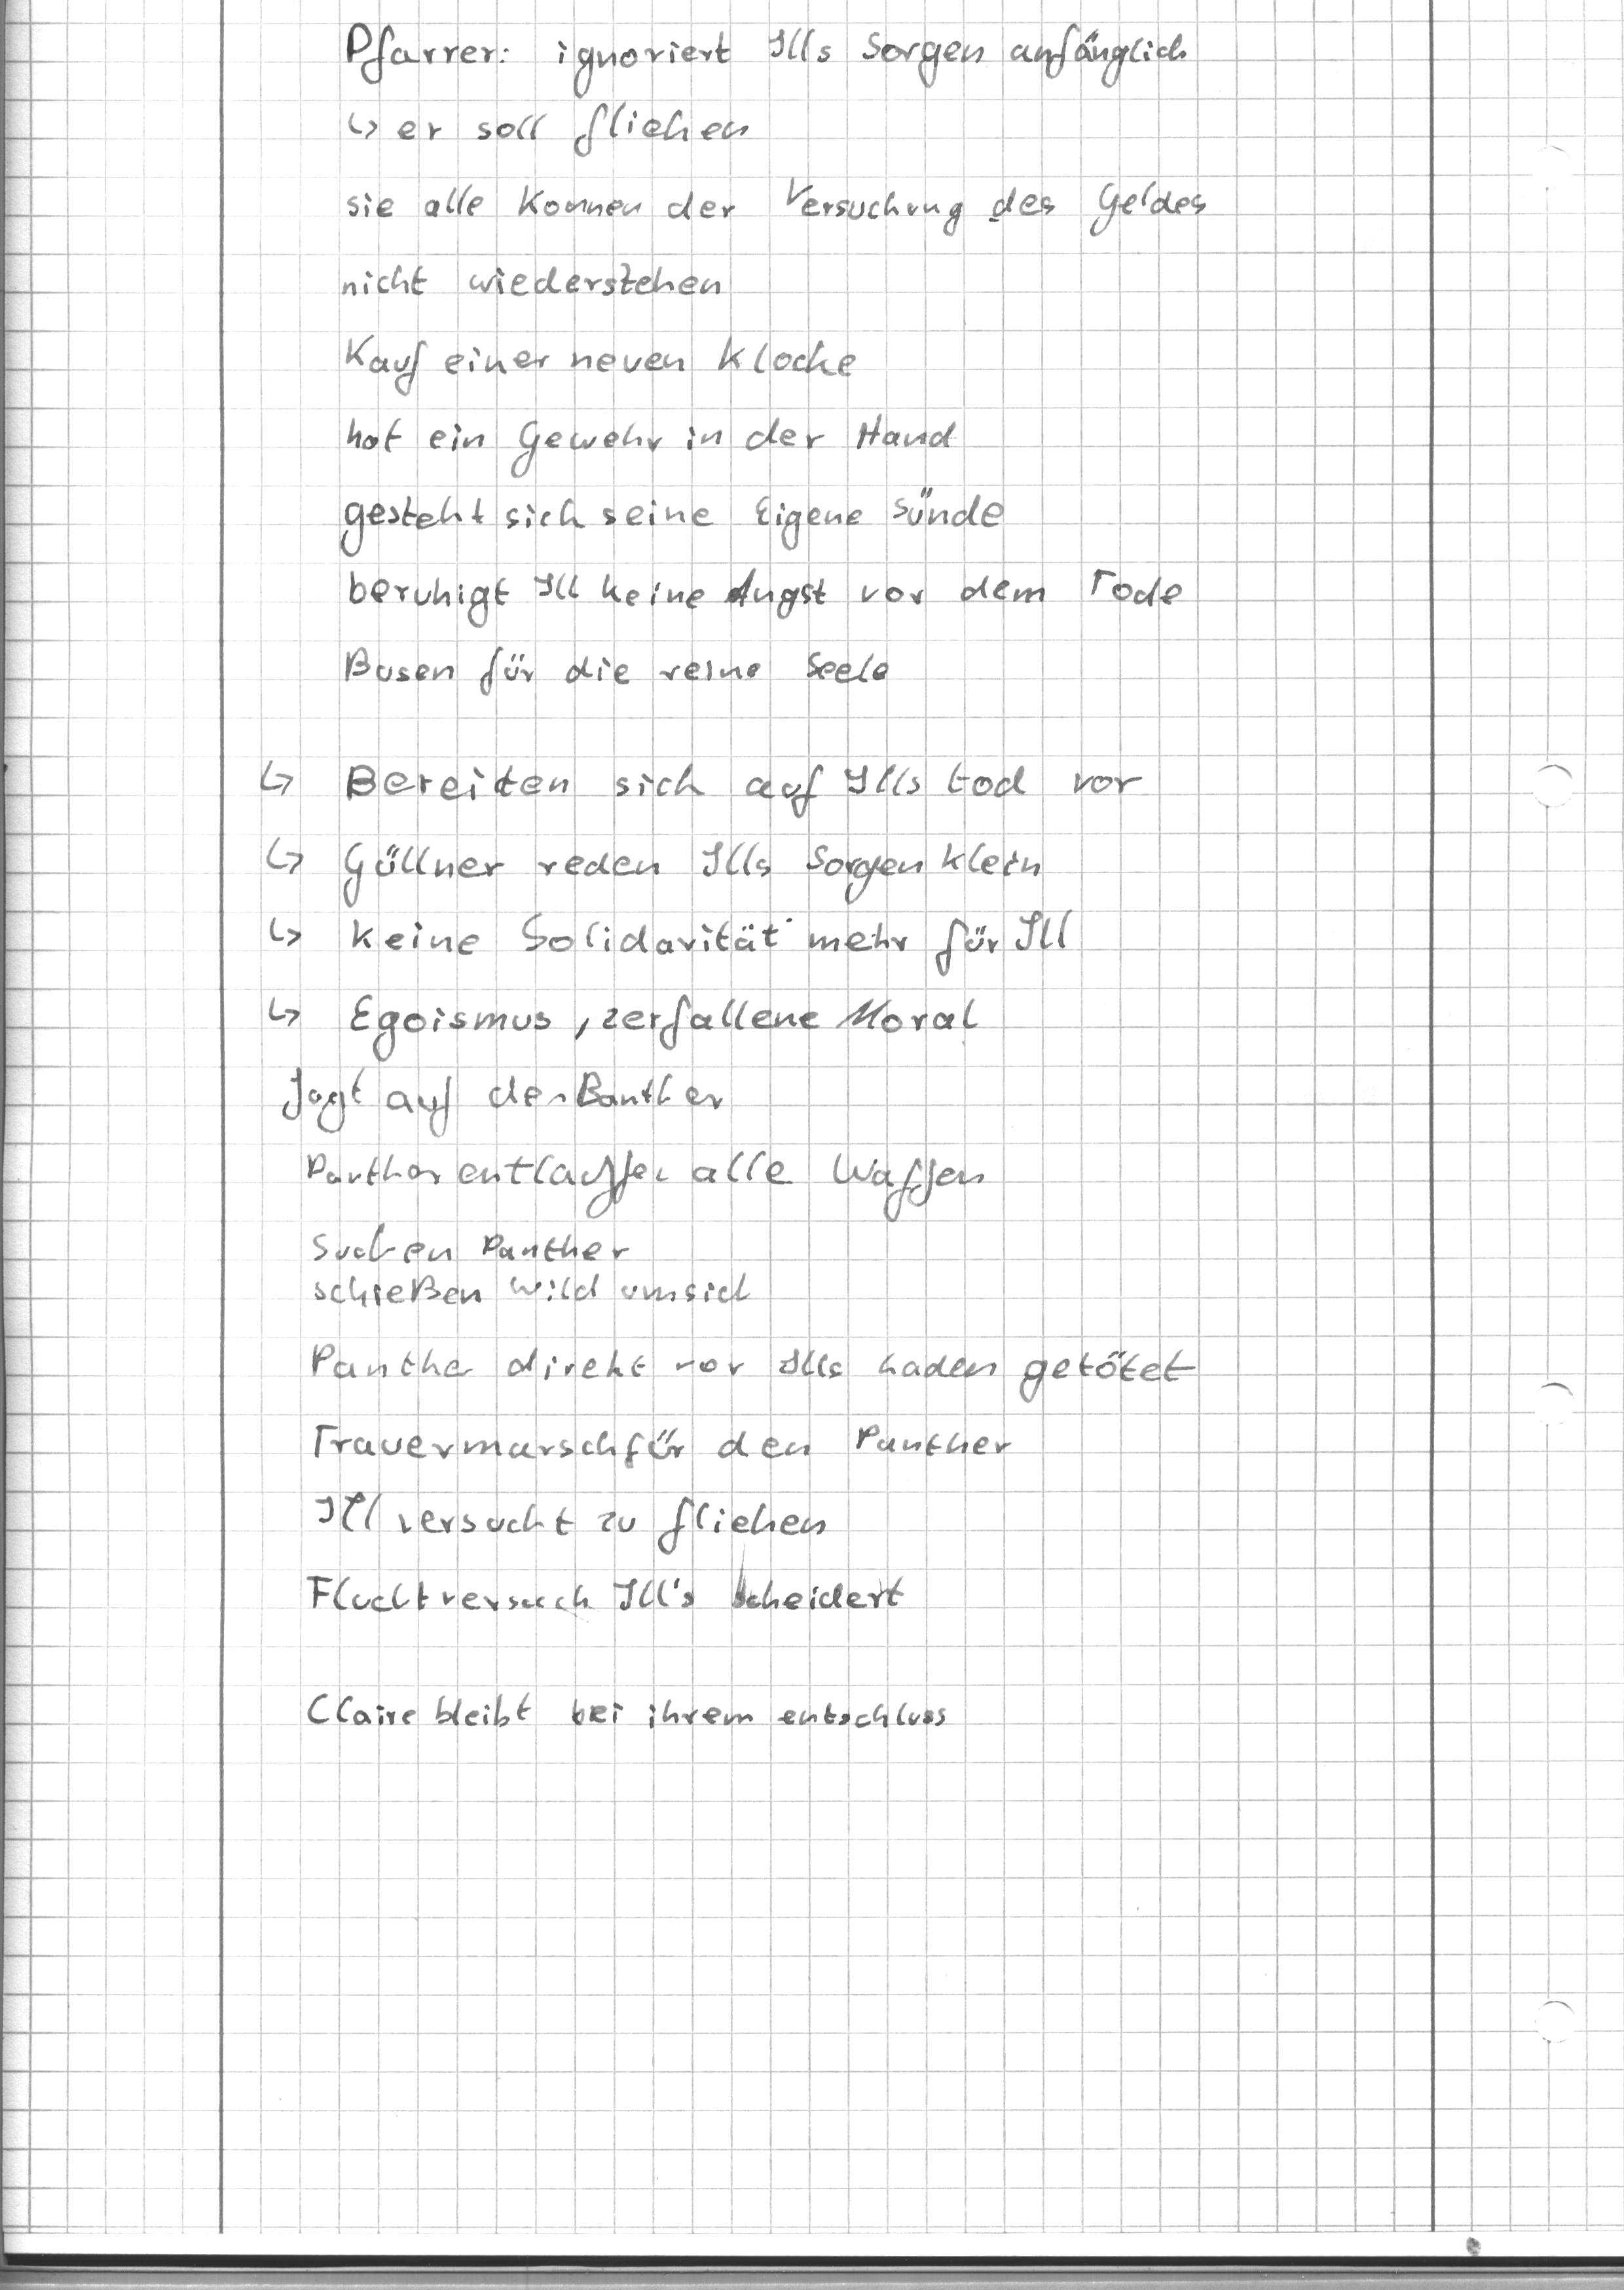 Pfarrer: ignoriert Ills Sorgen anfänglich
↳ er soll fliehen
sie alle Konnen der Versuchung des Geldes
nicht wiederstehen
Kauf einer neuen Klocke
hat ein Gewehr in der Hand
gesteht sich seine Eigene Sünde
beruhigt Ill keine Angst vor dem Tode
Busen für die reine Seele
↳ Bereiten sich auf Ills tod vor
↳ Güllner reden Ills Sorgen klein
↳ keine Solidarität mehr für Ill
↳ Egoismus, zerfallene Moral
Jagt auf den Banther
Panther alle Waffen
Suchen Panther
schießen wild umsich
Panther direkt vor Ills Laden getötet
Trauermarsch für den Panther
Ill versucht zu fliehen
Fluchtversuch Ill's scheidert
Claire bleibt bei ihrem entschluss